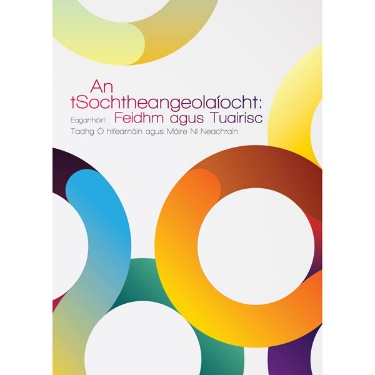 An
tSochtheangeolaíocht:
Eagarthóirí Feidhm agus Tuairisc
Tadhg Ó hIfearnáin agus Máire Ní Neachtain